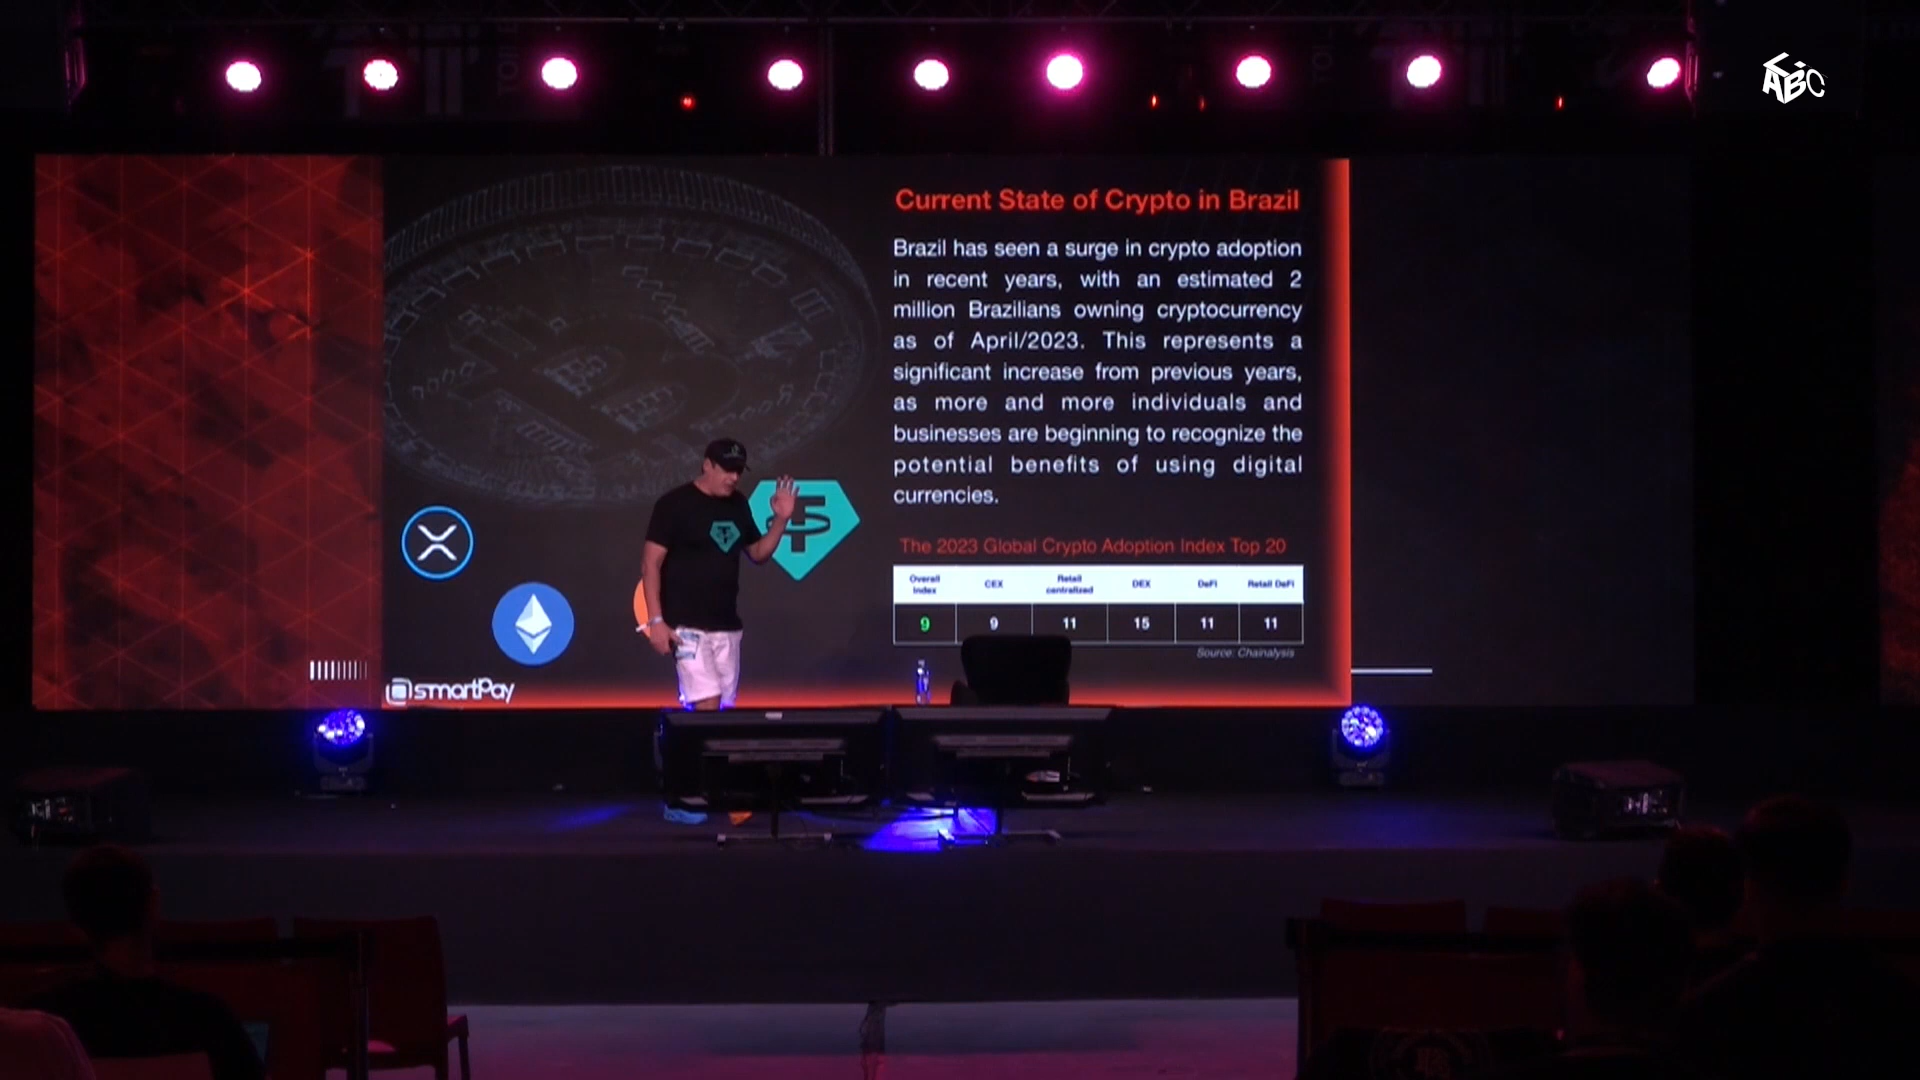 ABC
Current State of Crypto in Brazil
Brazil has seen a surge in crypto adoption
in recent years, with an estimated 2
million Brazilians owning cryptocurrency
as of April/2023. This represents a
significant increase from previous years,
as more and more individuals and
businesses are beginning to recognize the
potential benefits of using digital
currencies.
The 2023 Global Crypto Adoption Index Top 20
Overall Index CEX Retail centralized DEX DeFi Retail DeFi
9 9 11 15 11 11
Source: Chainalysis
smartPay